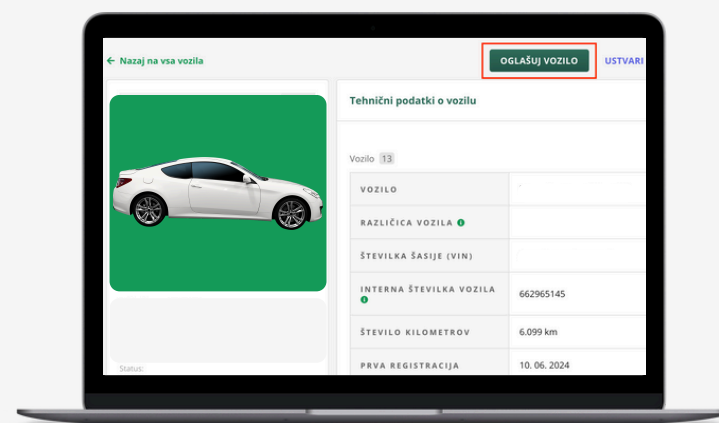 ← Nazaj na vsa vozila
OGLAŠUJ VOZILO
USTVARI
Tehnični podatki o vozilu
Vozilo 13
VOZILO
RAZLIČICA VOZILA
ŠTEVILKA ŠASIJE (VIN)
INTERNA ŠTEVILKA VOZILA
662965145
ŠTEVILO KILOMETROV
6.099 km
PRVA REGISTRACIJA
10. 06. 2024
Status: